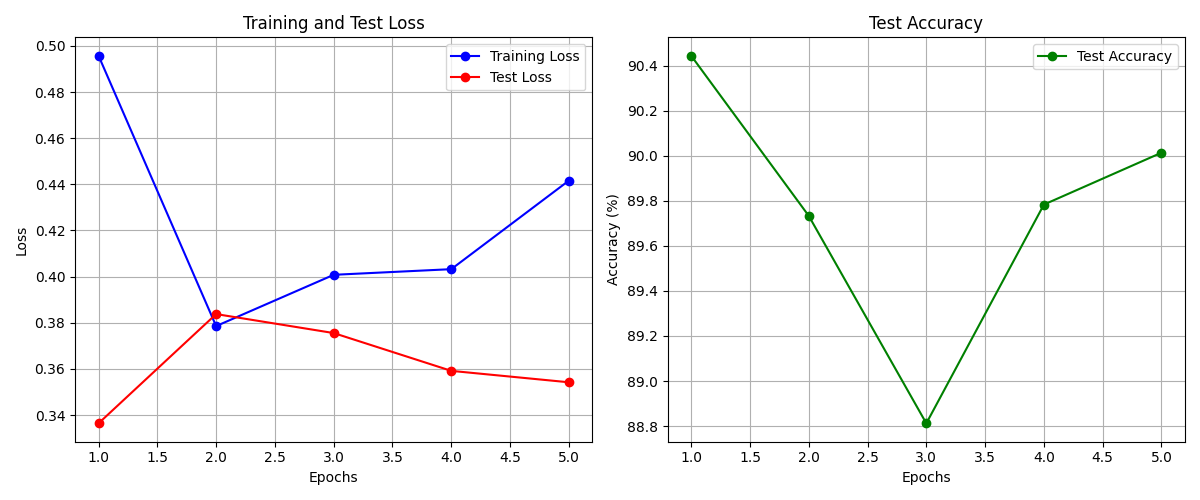 Training and Test Loss
Training Loss
Test Loss
0.50
0.48
0.46
0.44
0.42
0.40
0.38
0.36
0.34
Loss
1.0 1.5 2.0 2.5 3.0 3.5 4.0 4.5 5.0
Epochs
Test Accuracy
Test Accuracy
90.4
90.2
90.0
89.8
89.6
89.4
89.2
89.0
88.8
Accuracy (%)
1.0 1.5 2.0 2.5 3.0 3.5 4.0 4.5 5.0
Epochs